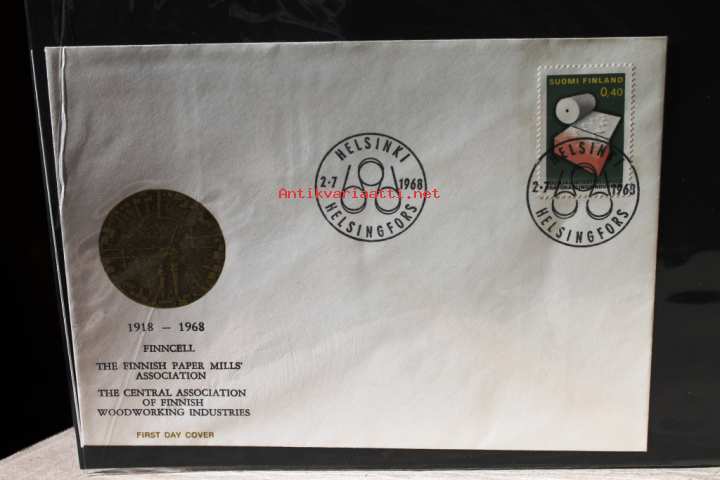 SUOMI FINLAND
0,40
HELSINKI
2-7 1968
HELSINGFORS
HELSINKI
2-7 1968
HELSINGFORS
Antikvariaatti.net
1918 - 1968
FINNCELL
THE FINNISH PAPER MILLS'
ASSOCIATION
THE CENTRAL ASSOCIATION
OF FINNISH
WOODWORKING INDUSTRIES
FIRST DAY COVER